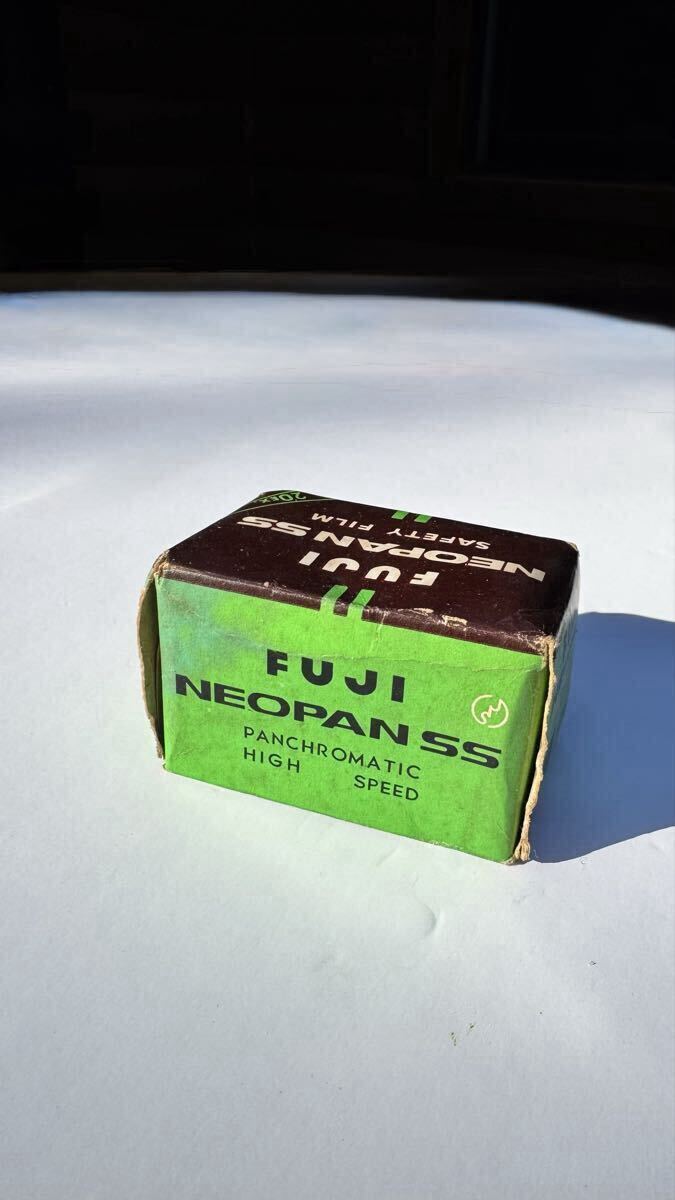 20EX.
FUJI
NEOPAN SS
SAFETY FILM
FUJI
NEOPAN SS
PANCHROMATIC
HIGH SPEED